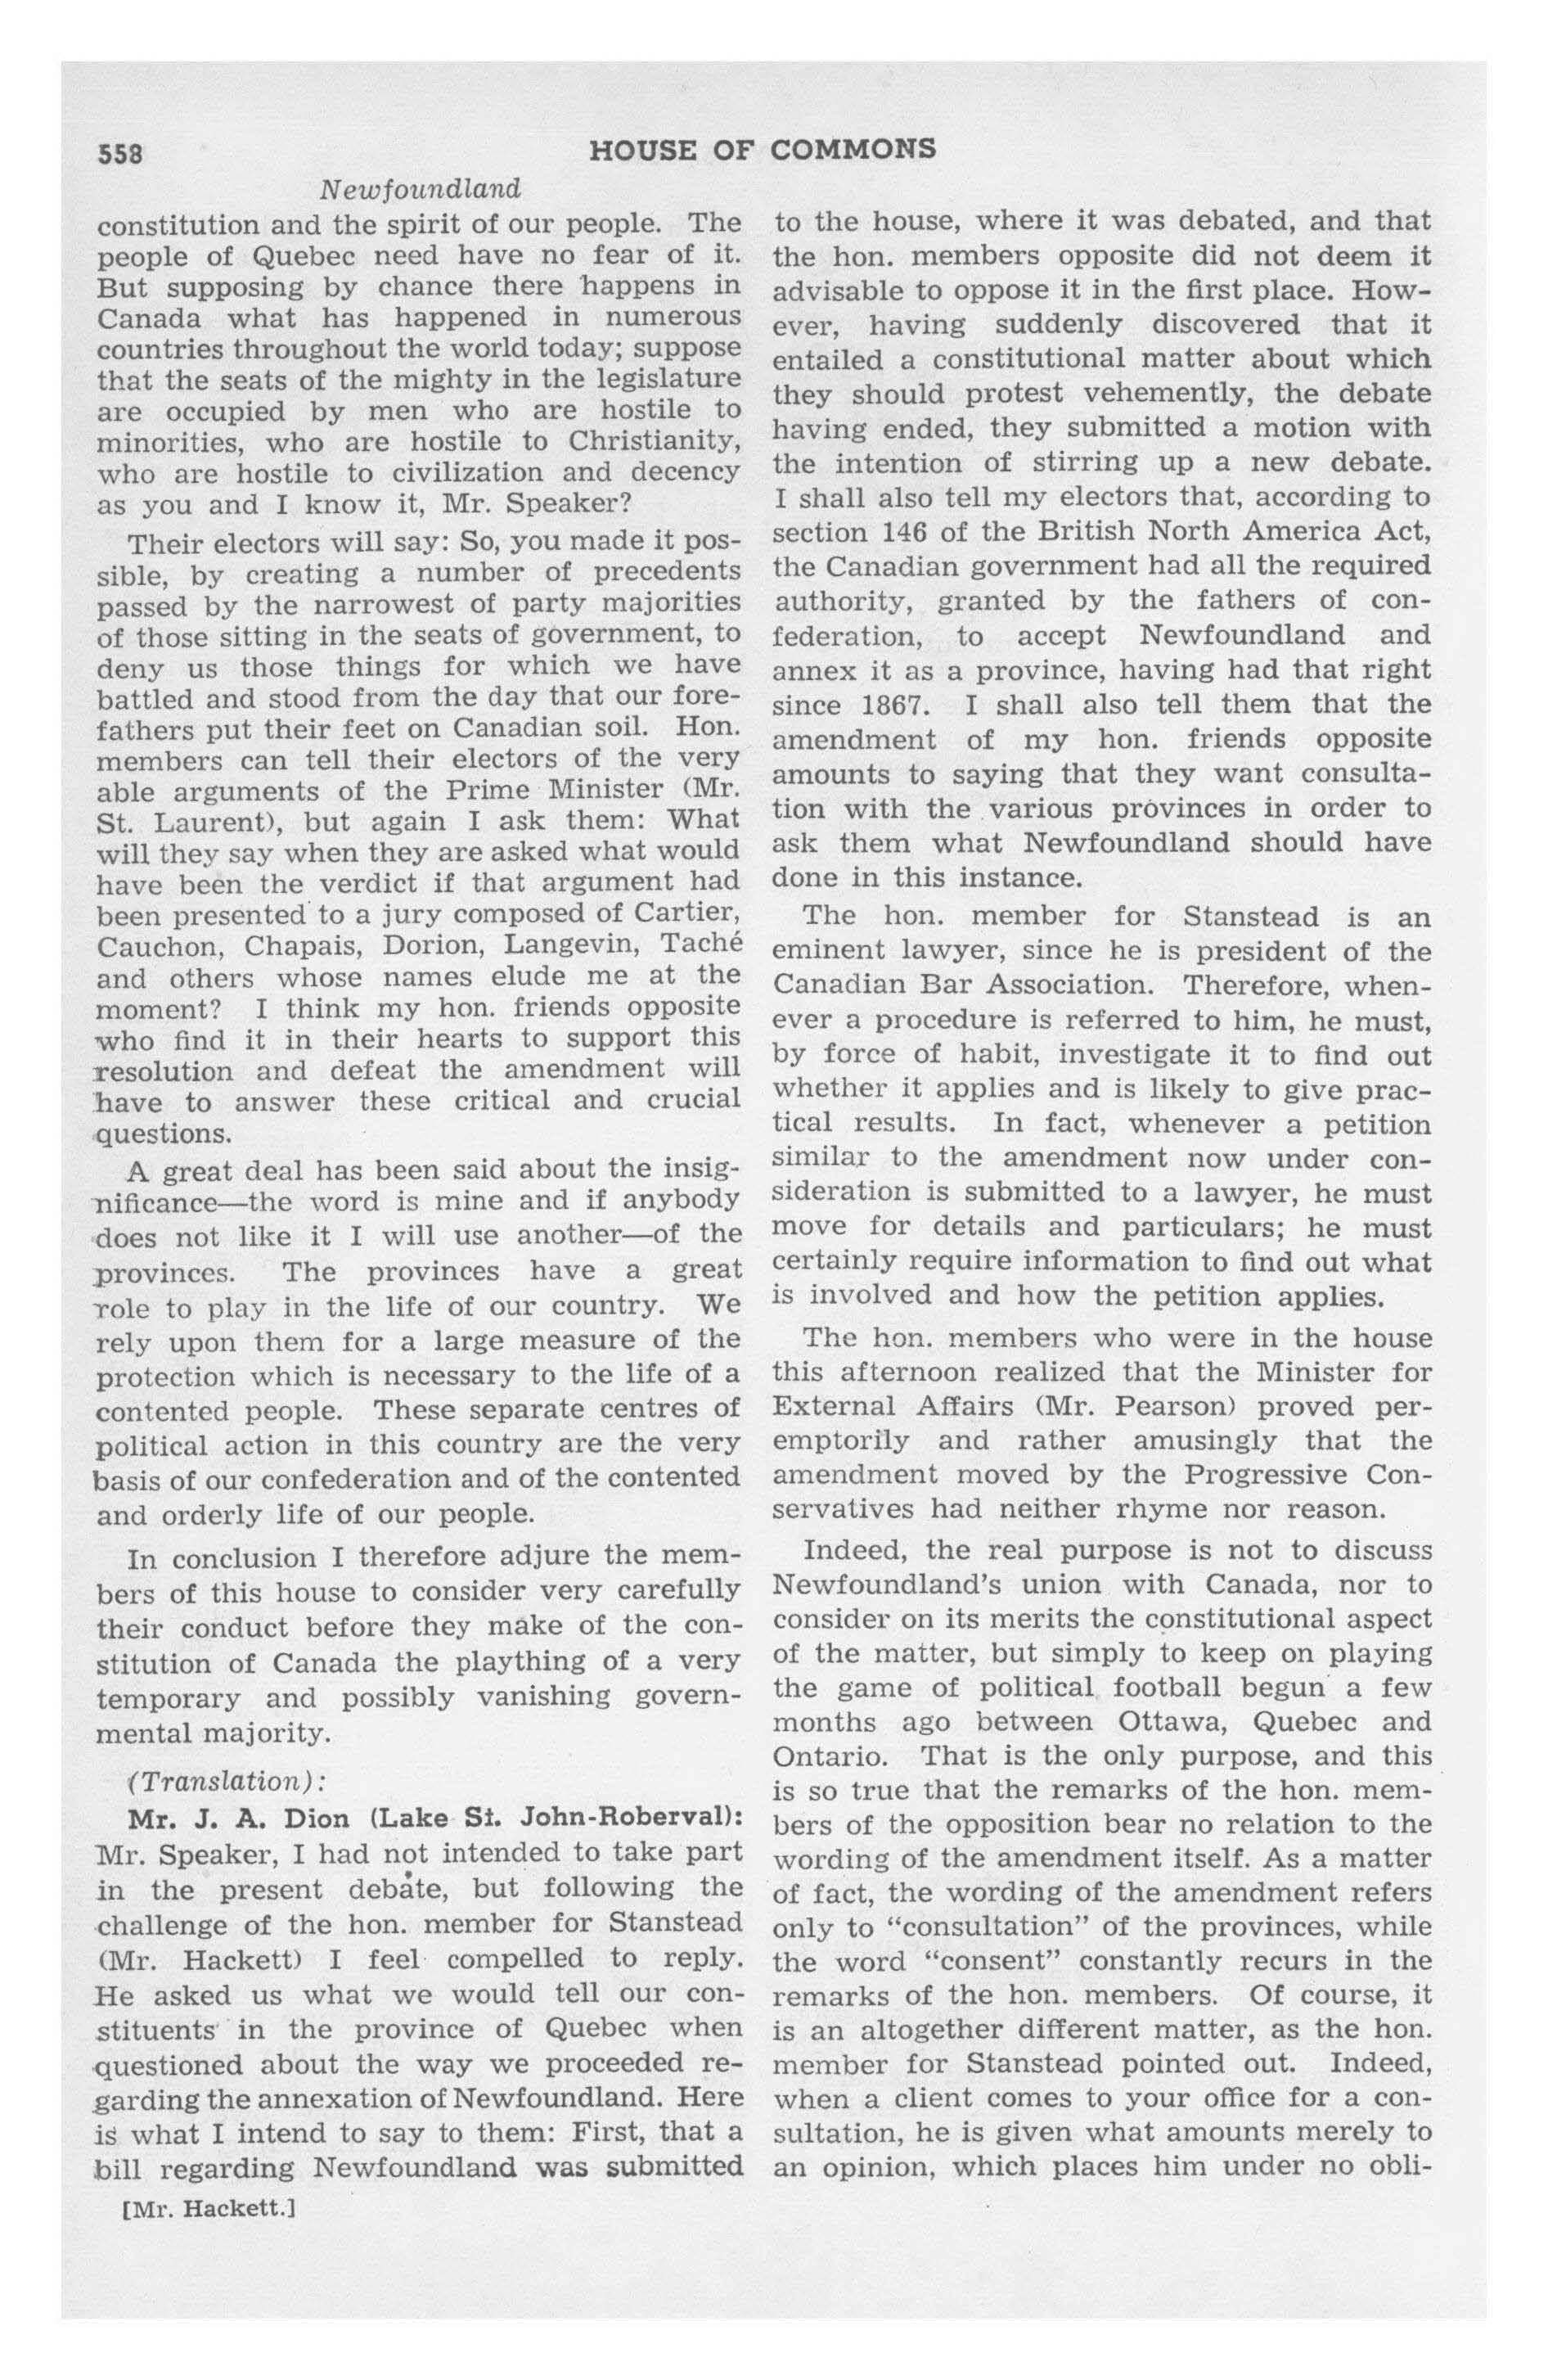 558
HOUSE OF COMMONS
Newfoundland
constitution and the spirit of our people. The
people of Quebec need have no fear of it.
But supposing by chance there happens in
Canada what has happened in numerous
countries throughout the world today; suppose
that the seats of the mighty in the legislature
are occupied by men who are hostile to
minorities, who are hostile to Christianity,
who are hostile to civilization and decency
as you and I know it, Mr. Speaker?
Their electors will say: So, you made it pos-
sible, by creating a number of precedents
passed by the narrowest of party majorities
of those sitting in the seats of government, to
deny us those things for which we have
battled and stood from the day that our fore-
fathers put their feet on Canadian soil. Hon.
members can tell their electors of the very
able arguments of the Prime Minister (Mr.
St. Laurent), but again I ask them: What
will they say when they are asked what would
have been the verdict if that argument had
been presented to a jury composed of Cartier,
Cauchon, Chapais, Dorion, Langevin, Taché
and others whose names elude me at the
moment? I think my hon. friends opposite
who find it in their hearts to support this
resolution and defeat the amendment will
have to answer these critical and crucial
questions.
A great deal has been said about the insig-
nificance—the word is mine and if anybody
does not like it I will use another—of the
provinces. The provinces have a great
role to play in the life of our country. We
rely upon them for a large measure of the
protection which is necessary to the life of a
contented people. These separate centres of
political action in this country are the very
basis of our confederation and of the contented
and orderly life of our people.
In conclusion I therefore adjure the mem-
bers of this house to consider very carefully
their conduct before they make of the con-
stitution of Canada the plaything of a very
temporary and possibly vanishing govern-
mental majority.
(Translation):
Mr. J. A. Dion (Lake St. John-Roberval):
Mr. Speaker, I had not intended to take part
in the present debate, but following the
challenge of the hon. member for Stanstead
(Mr. Hackett) I feel compelled to reply.
He asked us what we would tell our con-
stituents in the province of Quebec when
questioned about the way we proceeded re-
garding the annexation of Newfoundland. Here
is what I intend to say to them: First, that a
bill regarding Newfoundland was submitted
[Mr. Hackett.]
to the house, where it was debated, and that
the hon. members opposite did not deem it
advisable to oppose it in the first place. How-
ever, having suddenly discovered that it
entailed a constitutional matter about which
they should protest vehemently, the debate
having ended, they submitted a motion with
the intention of stirring up a new debate.
I shall also tell my electors that, according to
section 146 of the British North America Act,
the Canadian government had all the required
authority, granted by the fathers of con-
federation, to accept Newfoundland and
annex it as a province, having had that right
since 1867. I shall also tell them that the
amendment of my hon. friends opposite
amounts to saying that they want consulta-
tion with the various provinces in order to
ask them what Newfoundland should have
done in this instance.
The hon. member for Stanstead is an
eminent lawyer, since he is president of the
Canadian Bar Association. Therefore, when-
ever a procedure is referred to him, he must,
by force of habit, investigate it to find out
whether it applies and is likely to give prac-
tical results. In fact, whenever a petition
similar to the amendment now under con-
sideration is submitted to a lawyer, he must
move for details and particulars; he must
certainly require information to find out what
is involved and how the petition applies.
The hon. members who were in the house
this afternoon realized that the Minister for
External Affairs (Mr. Pearson) proved per-
emptorily and rather amusingly that the
amendment moved by the Progressive Con-
servatives had neither rhyme nor reason.
Indeed, the real purpose is not to discuss
Newfoundland's union with Canada, nor to
consider on its merits the constitutional aspect
of the matter, but simply to keep on playing
the game of political football begun a few
months ago between Ottawa, Quebec and
Ontario. That is the only purpose, and this
is so true that the remarks of the hon. mem-
bers of the opposition bear no relation to the
wording of the amendment itself. As a matter
of fact, the wording of the amendment refers
only to “consultation” of the provinces, while
the word “consent” constantly recurs in the
remarks of the hon. members. Of course, it
is an altogether different matter, as the hon.
member for Stanstead pointed out. Indeed,
when a client comes to your office for a con-
sultation, he is given what amounts merely to
an opinion, which places him under no obli-